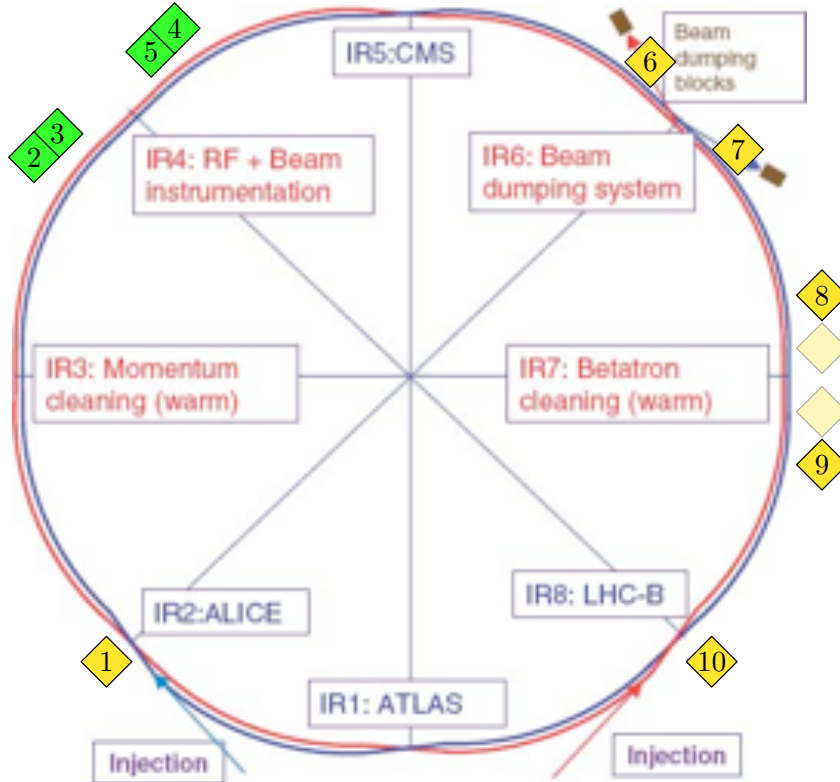 4
5
IR5:CMS
6
Beam
dumping
blocks
3
2
IR4: RF + Beam
instrumentation
IR6: Beam
dumping system
7
8
IR3: Momentum
cleaning (warm)
IR7: Betatron
cleaning (warm)
9
IR2:ALICE
IR8: LHC-B
1
10
IR1: ATLAS
Injection
Injection